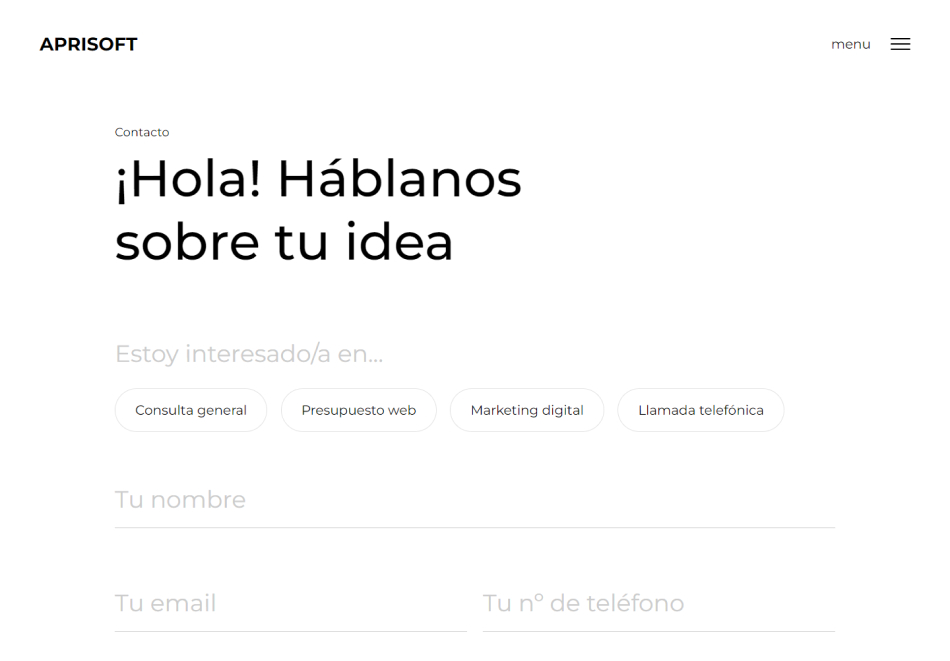 APRISOFT
menu
Contacto
¡Hola! Háblanos
sobre tu idea
Estoy interesado/a en...
Consulta general
Presupuesto web
Marketing digital
Llamada telefónica
Tu nombre
Tu email
Tu nº de teléfono